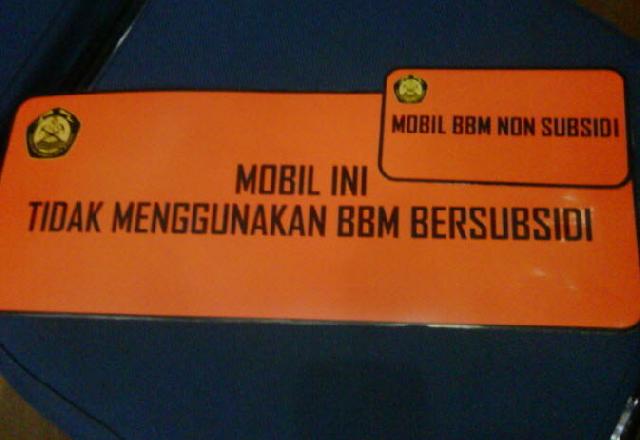 MOBIL BBM NON SUBSIDI
MOBIL INI
TIDAK MENGGUNAKAN BBM BERSUBSIDI